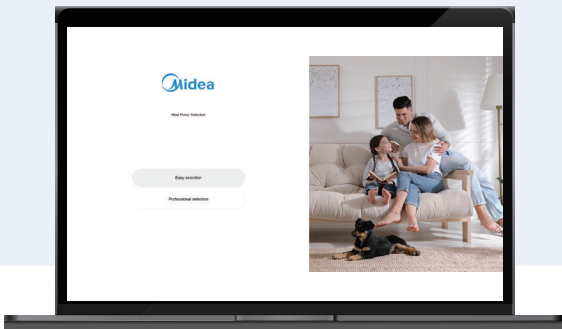 Midea
Heat Pump Selection
Easy selection
Professional selection